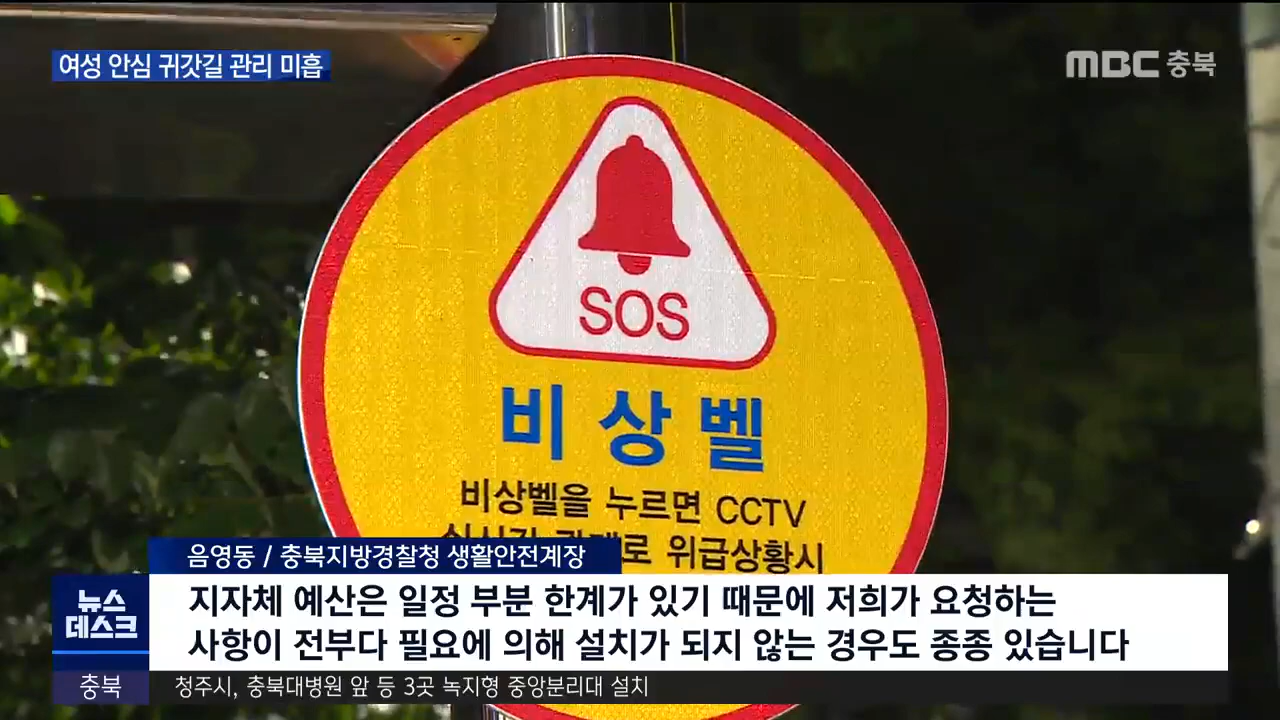 여성 안심 귀갓길 관리 미흡
MBC 충북
SOS
비상벨
비상벨을 누르면 CCTV
로 위급상황시
음영동 / 충북지방경찰청 생활안전계장
뉴스
데스크
지자체 예산은 일정 부분 한계가 있기 때문에 저희가 요청하는
사항이 전부다 필요에 의해 설치가 되지 않는 경우도 종종 있습니다
충북
청주시, 충북대병원 앞 등 3곳 녹지형 중앙분리대 설치